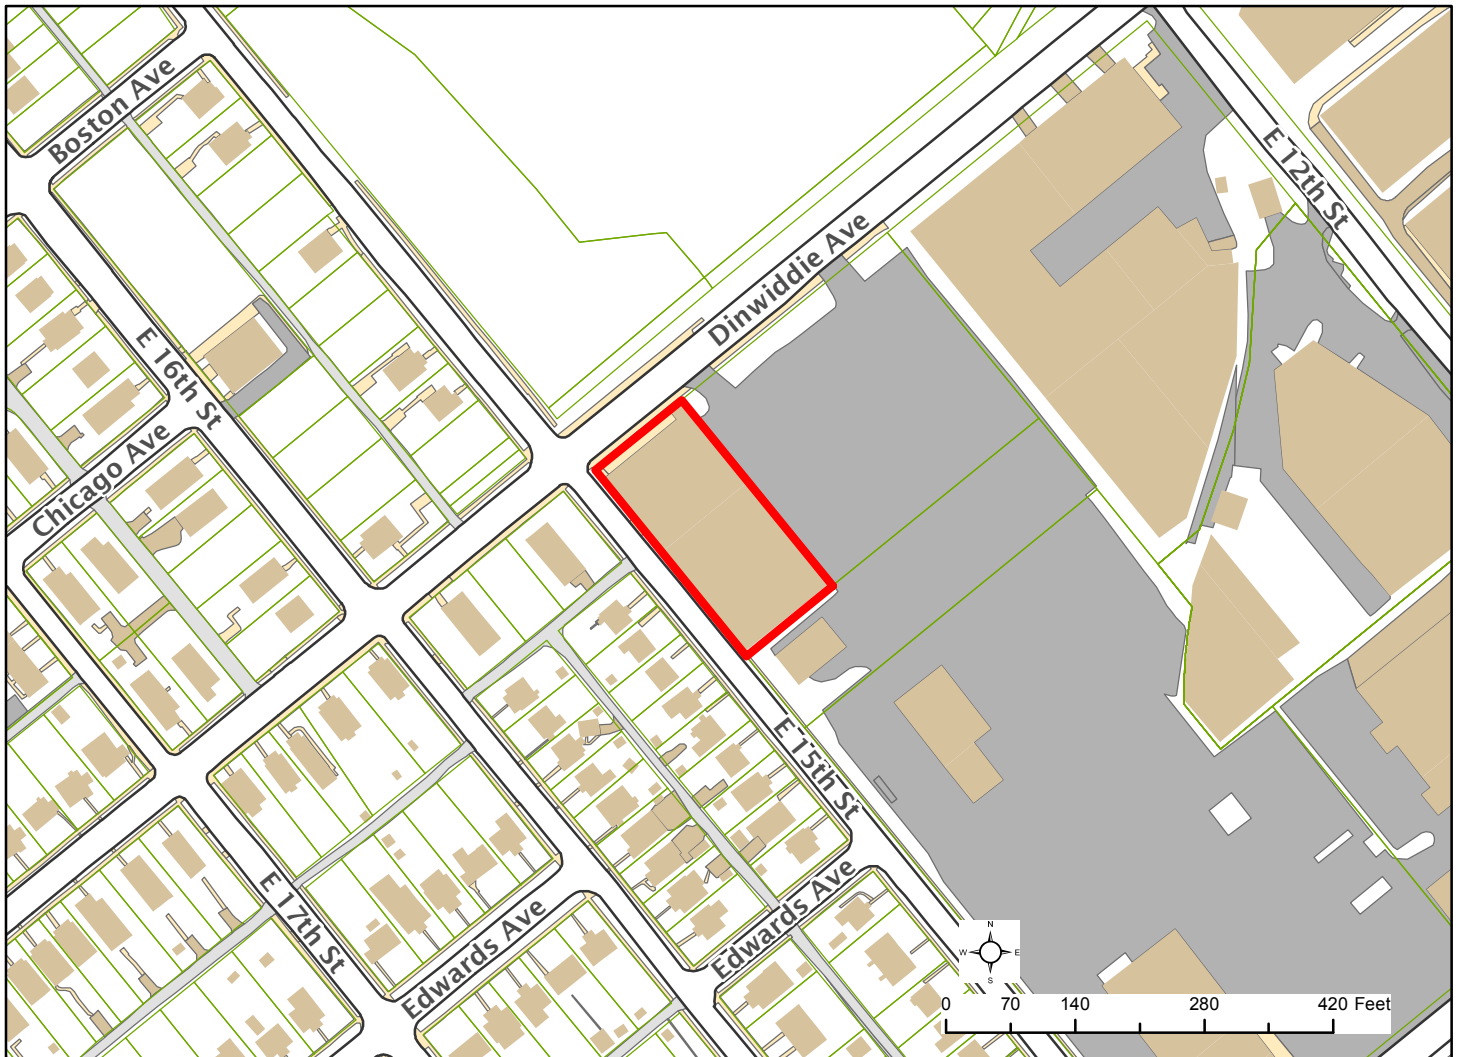 Boston Ave
E 12th St
Dinwiddie Ave
E 16th St
Chicago Ave
E 15th St
E 17th St
Edwards Ave
Edwards Ave
N
W E
S
0 70 140 280 420 Feet